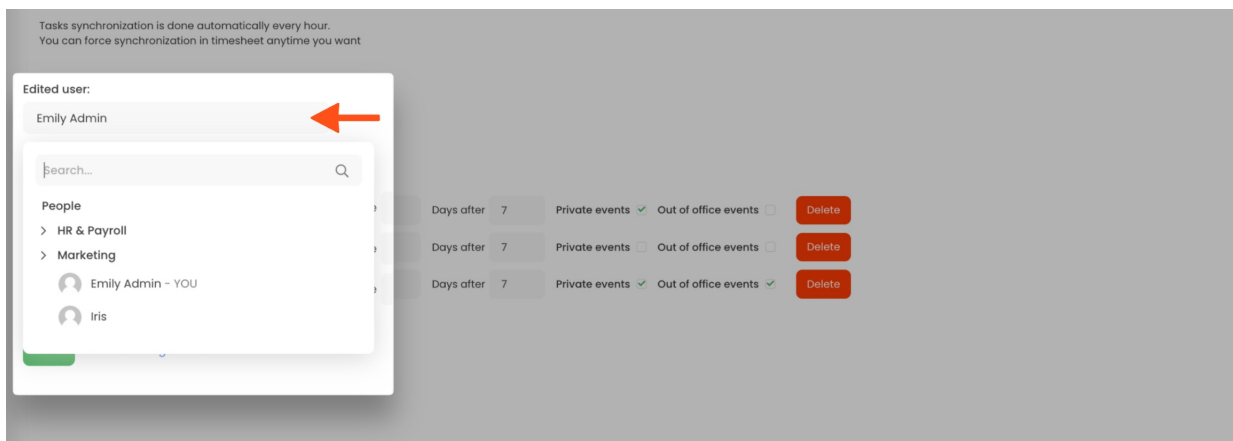 Tasks synchronization is done automatically every hour.
You can force synchronization in timesheet anytime you want
Edited user:
Emily Admin
Search...
People
HR & Payroll
Marketing
Emily Admin - YOU
Iris
Days after 7 Private events Out of office events Delete
Days after 7 Private events Out of office events Delete
Days after 7 Private events Out of office events Delete